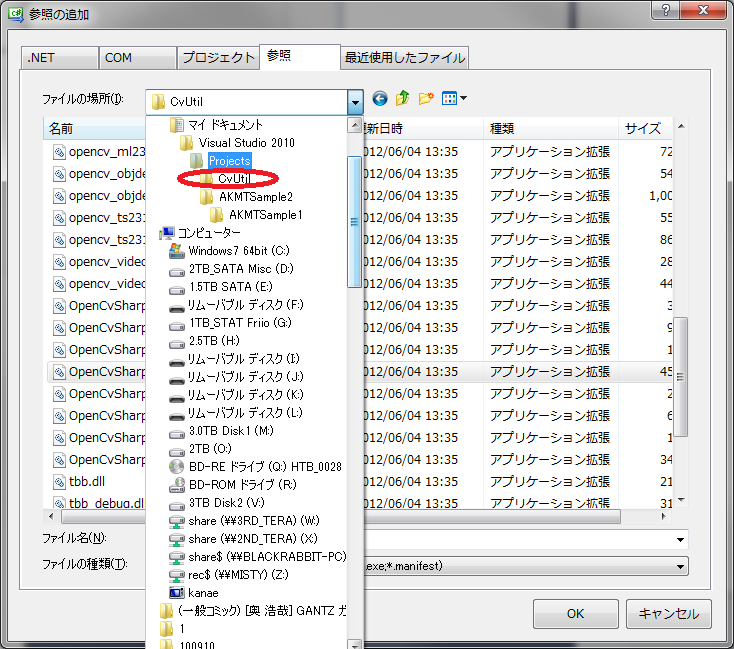 参照の追加
.NET
COM
プロジェクト
参照
最近使用したファイル
ファイルの場所(I):
CvUtil
名前
更新日時
種類
サイズ
マイ ドキュメント
Visual Studio 2010
Projects
CvUtil
AKMTSample2
AKMTSample1
コンピューター
Windows7 64bit (C:)
2TB_SATA Misc (D:)
1.5TB SATA (E:)
リムーバブル ディスク (F:)
1TB_STAT Friio (G:)
2.5TB (H:)
リムーバブル ディスク (I:)
リムーバブル ディスク (J:)
リムーバブル ディスク (K:)
リムーバブル ディスク (L:)
3.0TB Disk1 (M:)
2TB (O:)
BD-RE ドライブ (Q:) HTB_0028
BD-ROM ドライブ (R:)
3TB Disk2 (V:)
share (¥¥3RD_TERA) (W:)
share (¥¥2ND_TERA) (X:)
share$ (¥¥BLACKRABBIT-PC)
rec$ (¥¥MISTY) (Z:)
kanae
(一般コミック) [奥 浩哉] GANTZ ガ
1
100910
opencv_ml23 012/06/04 13:35 アプリケーション拡張 72
opencv_objde 012/06/04 13:35 アプリケーション拡張 54
opencv_objde 012/06/04 13:35 アプリケーション拡張 1,00
opencv_ts231 012/06/04 13:35 アプリケーション拡張 55
opencv_ts231 012/06/04 13:35 アプリケーション拡張 86
opencv_video 012/06/04 13:35 アプリケーション拡張 28
opencv_video 012/06/04 13:35 アプリケーション拡張 44
OpenCvSharp 012/06/04 13:35 アプリケーション拡張 3
OpenCvSharp 012/06/04 13:35 アプリケーション拡張 9
OpenCvSharp 012/06/04 13:35 アプリケーション拡張 1
OpenCvSharp 012/06/04 13:35 アプリケーション拡張 45
OpenCvSharp 012/06/04 13:35 アプリケーション拡張 2
OpenCvSharp 012/06/04 13:35 アプリケーション拡張 6
OpenCvSharp 012/06/04 13:35 アプリケーション拡張 1
OpenCvSharp 012/06/04 13:35 アプリケーション拡張 34
tbb.dll 012/06/04 13:35 アプリケーション拡張 21
tbb_debug.dl 012/06/04 13:35 アプリケーション拡張 31
ファイル名(N):
ファイルの種類(T):
.exe;*.manifest)
OK
キャンセル